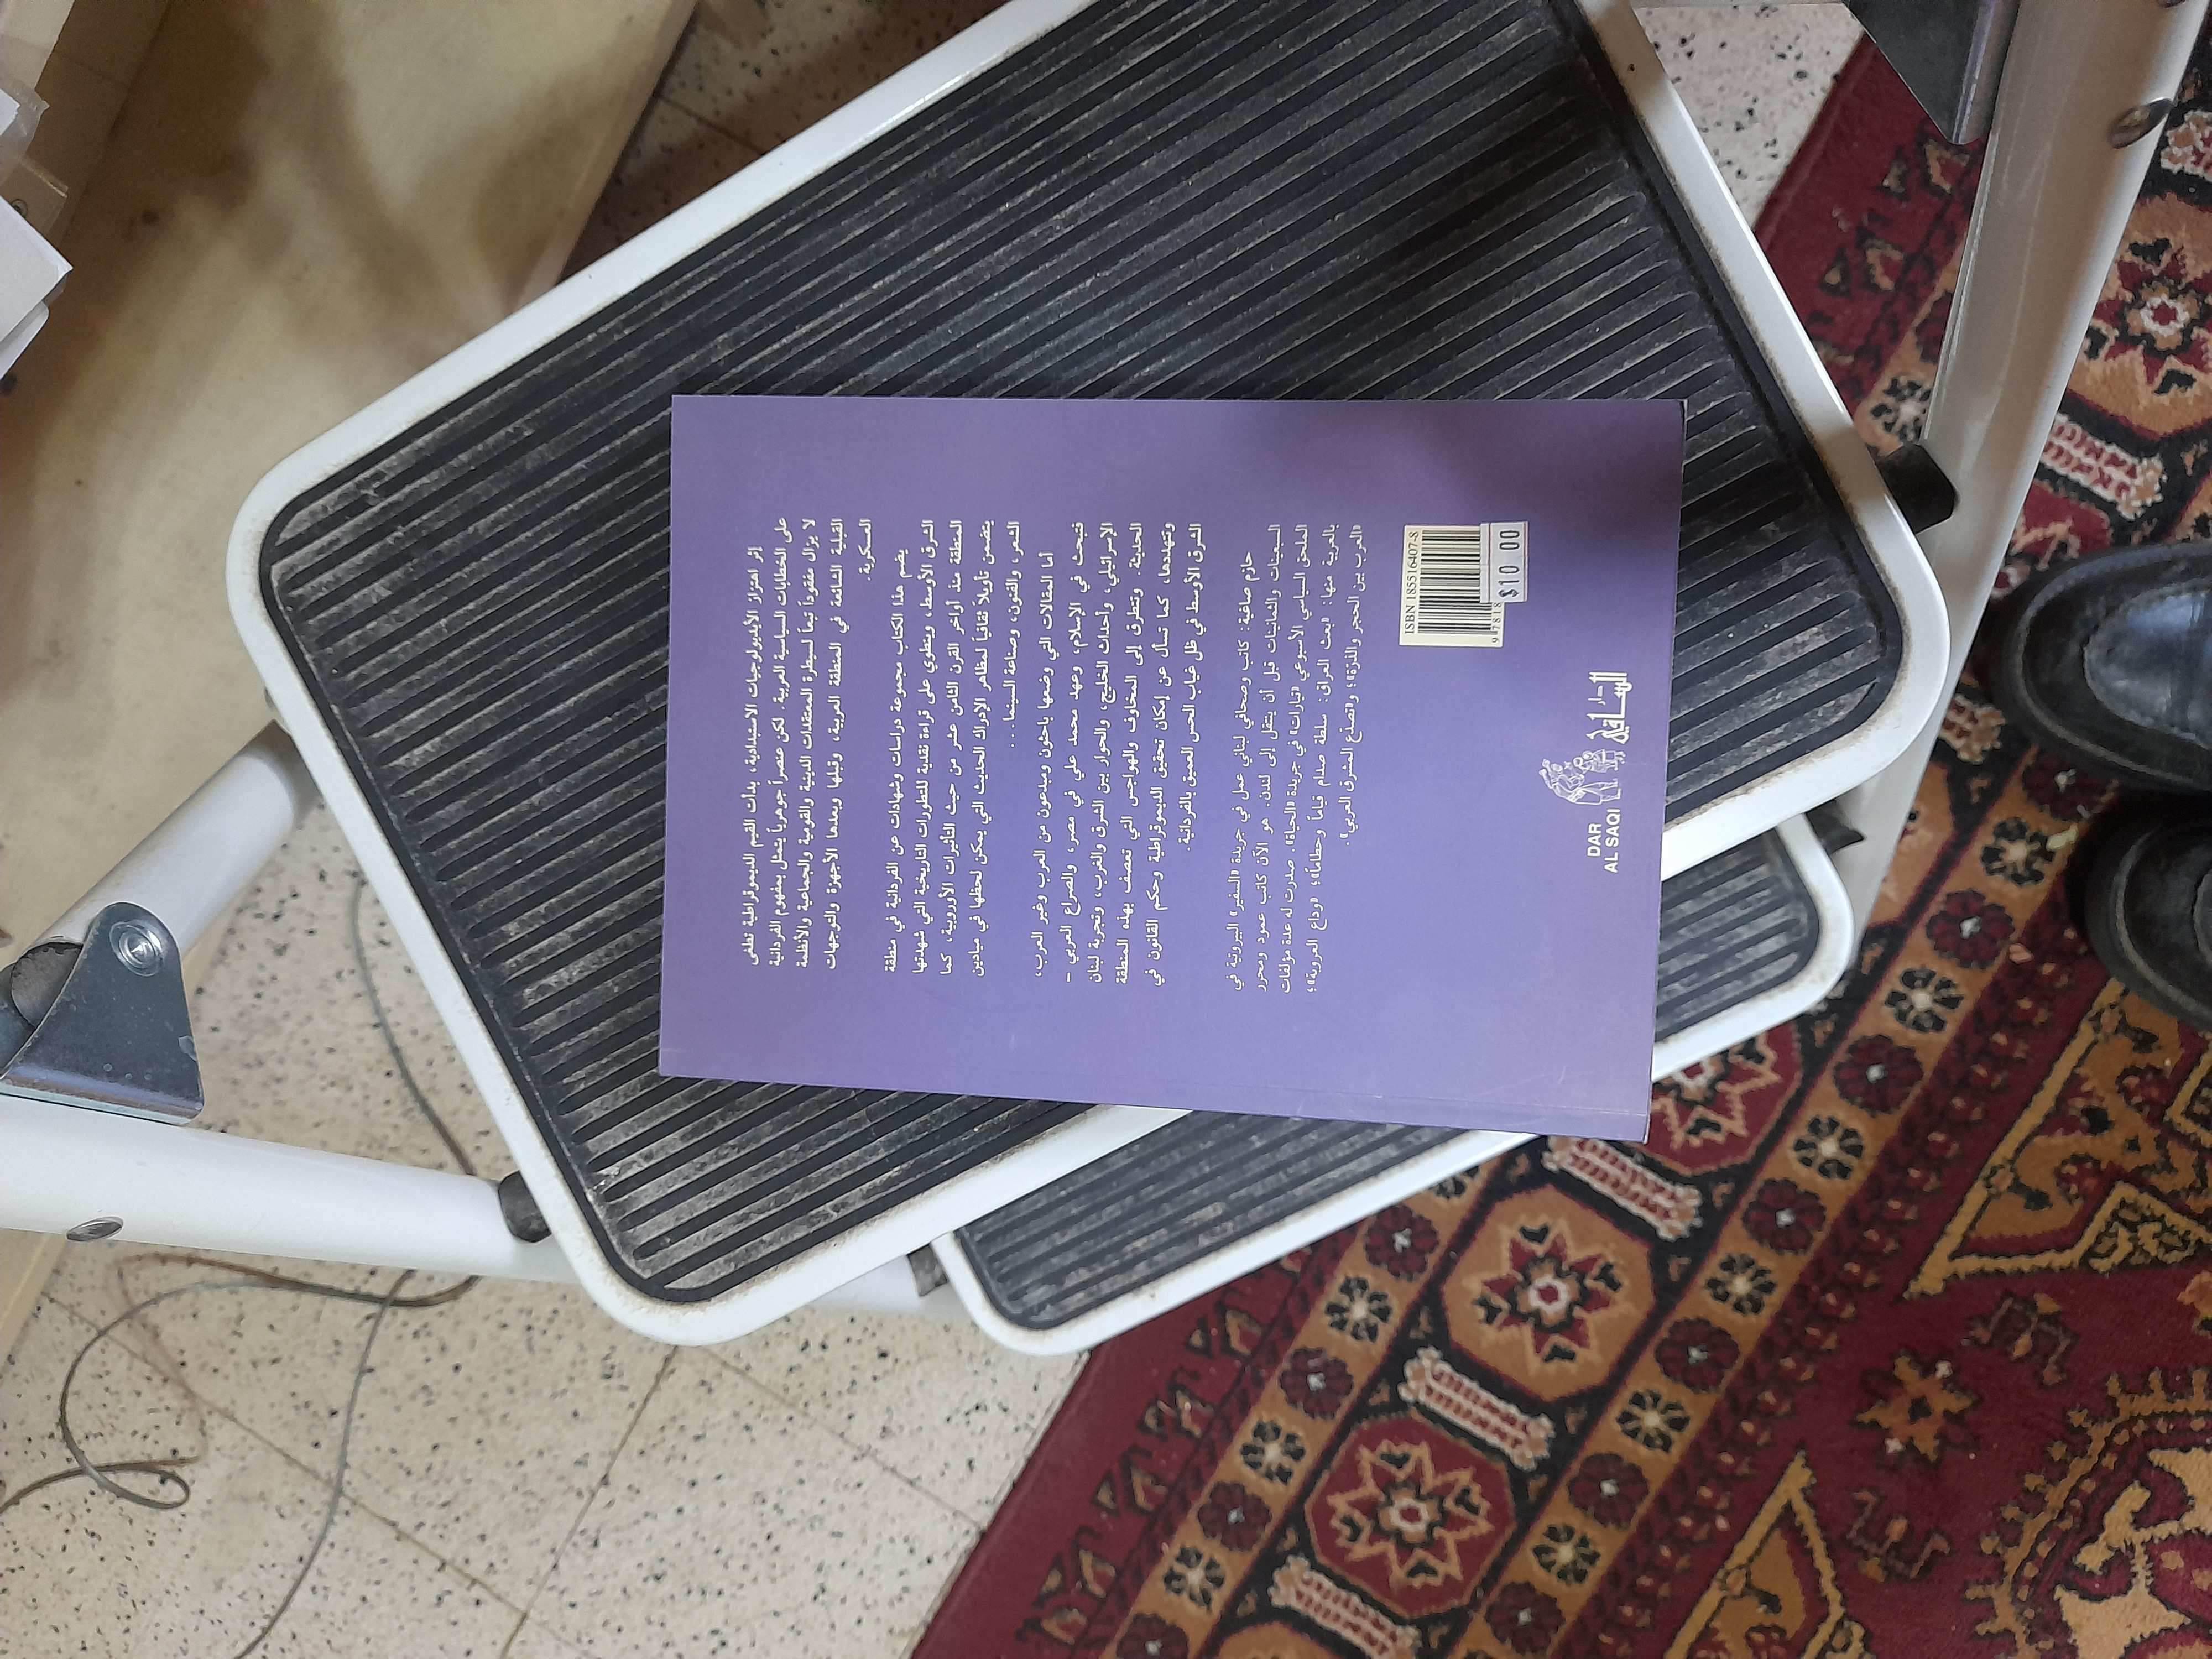 إثر اهتزاز الأيديولوجيات الاستبدادية، بدأت القيم الديموقراطية تطغى
على الخطابات السياسية العربية. لكن عنصراً جوهرياً يتمثل بمفهوم الفردانية
لا يزال مفقوداً تبعاً لسيطرة المعتقدات الدينية والقومية والجماعية والأنظمة
القبلية الشائعة في المنطقة العربية، وقبلها وبعدها الأجهزة والتوجهات
العسكرية.
يضم هذا الكتاب مجموعة دراسات وشهادات عن الفردانية في منطقة
الشرق الأوسط، وينطوي على قراءة نقدية للتطورات التاريخية التي شهدتها
المنطقة منذ أواخر القرن الثامن عشر من حيث التأثيرات الأوروبية، كما
يتضمن تأويلاً ثقافياً لمظاهر الإدراك الحديث التي يمكن لحظها في ميادين
الشعر، والفنون، وصناعة السينما...
أما المقالات التي وضعها باحثون ومبدعون من العرب وغير العرب،
فتبحث في الإسلام، وعهد محمد علي في مصر، والصراع العربي –
الإسرائيلي، وأحداث الخليج، والحوار بين الشرق والغرب، وتجربة لبنان
الحديثة. وتتطرق إلى المخاوف والهواجس التي تعصف بهذه المنطقة
وتتهددها، كما تسأل عن إمكان تحقيق الديموقراطية وحكم القانون في
الشرق الأوسط في ظل غياب الحس العميق بالفردانية.
حازم صاغية: كاتب وصحافي لبناني عمل في جريدة «السفير» البيروتية في
السبعينات والثمانينات قبل أن ينتقل إلى لندن. هو الآن كاتب عمود ومحرر
الملحق السياسي الأسبوعي «تيارات» في جريدة «الحياة». صدرت له عدة مؤلفات
بالعربية منها: «بعث العراق: سلطة صدام قياماً وحطاماً»؛ «وداع العروبة»؛
«العرب بين الحجر والذرّة»؛ و«تصدّع المشرق العربي».
ISBN 185516407-8
9 7818
$10 00
DAR
AL SAQI
دار الساقي